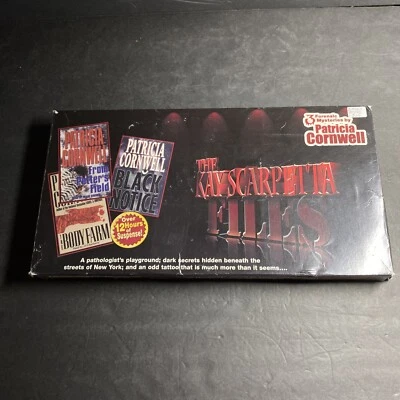 PATRICIA
CORNWELL
From
Potter's
Field
PATRICIA
CORNWELL
BLACK
NOTICE
BODY FARM
Over
12 Hours
of
Suspense!
3 Forensic
Mysteries by
Patricia
Cornwell
THE
KAY SCARPETTA
FILES
A pathologist's playground; dark secrets hidden beneath the
streets of New York; and an odd tattoo that is much more than it seems....